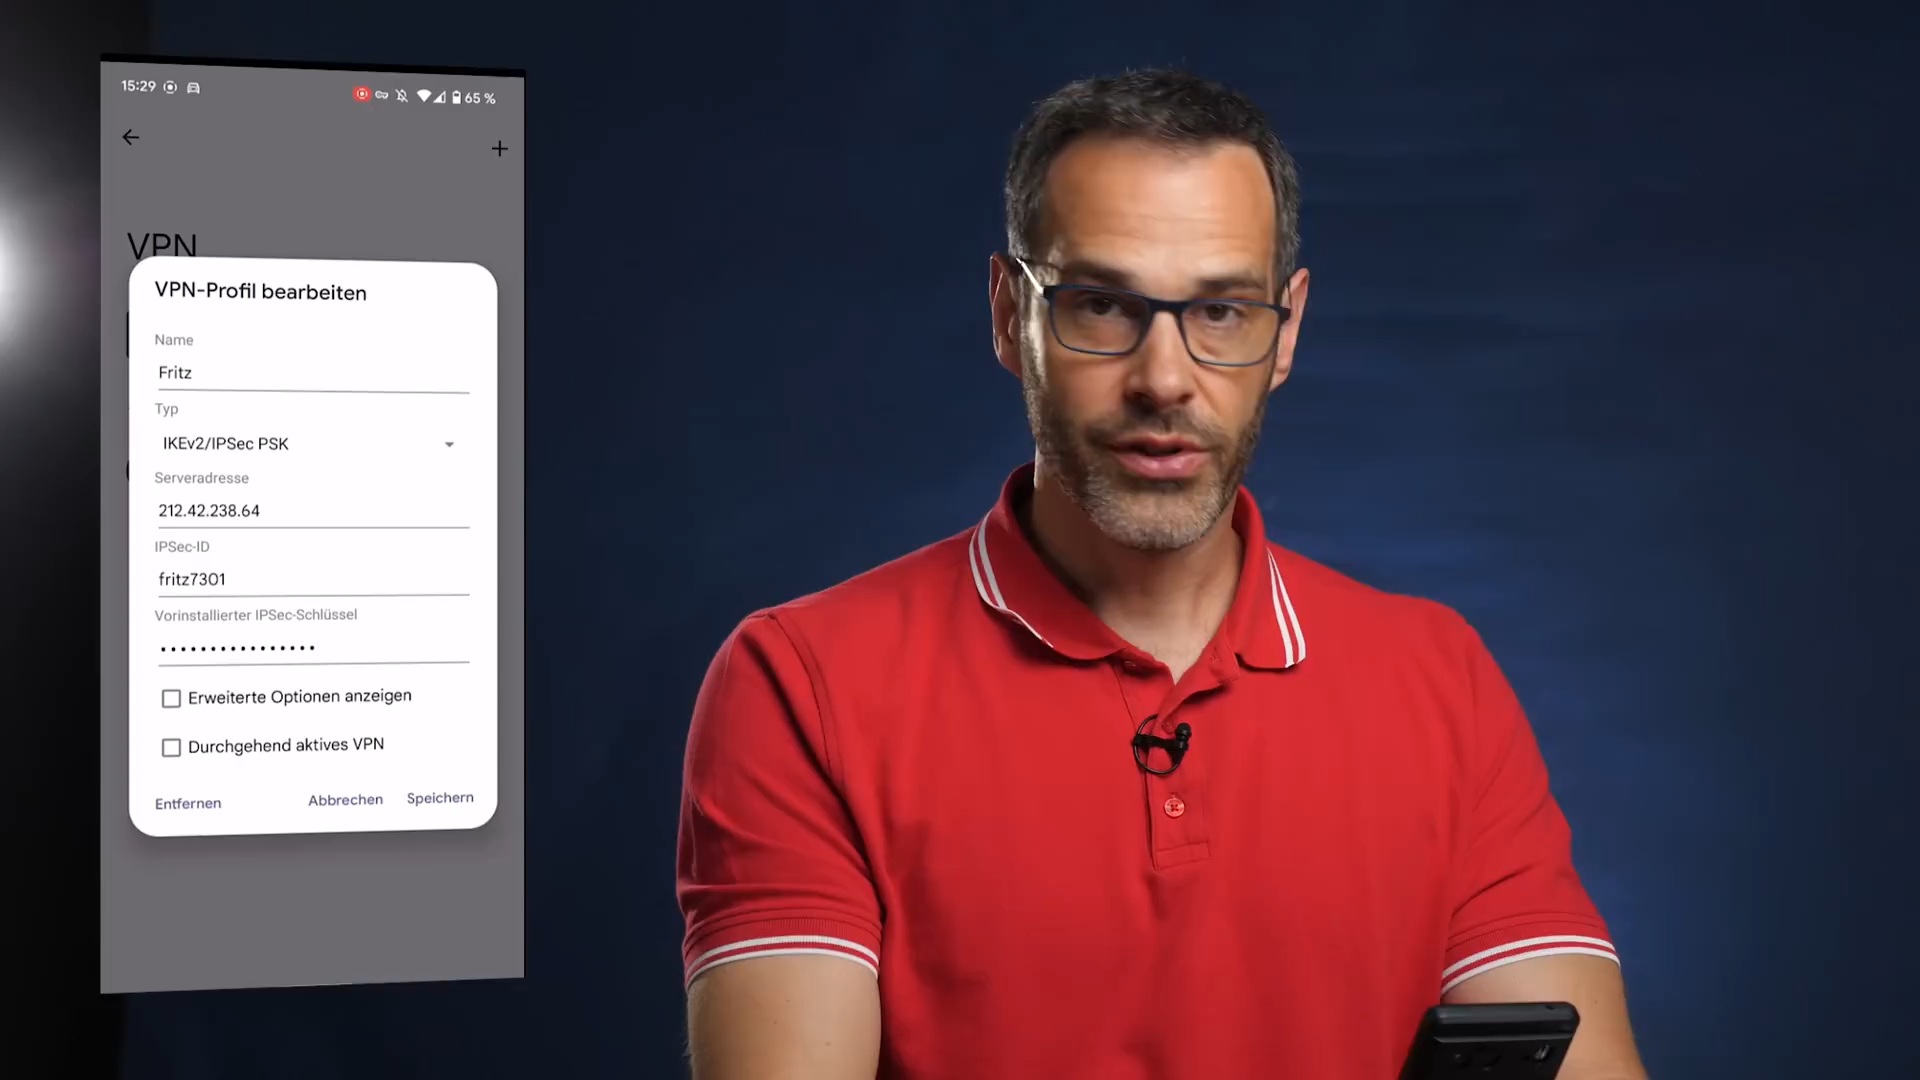 15:29
65 %
VPN
VPN-Profil bearbeiten
Name
Fritz
Typ
IKEv2/IPSec PSK
Serveradresse
212.42.238.64
IPSec-ID
fritz7301
Vorinstallierter IPSec-Schlüssel
••••••••••••••••
Erweiterte Optionen anzeigen
Durchgehend aktives VPN
Entfernen Abbrechen Speichern